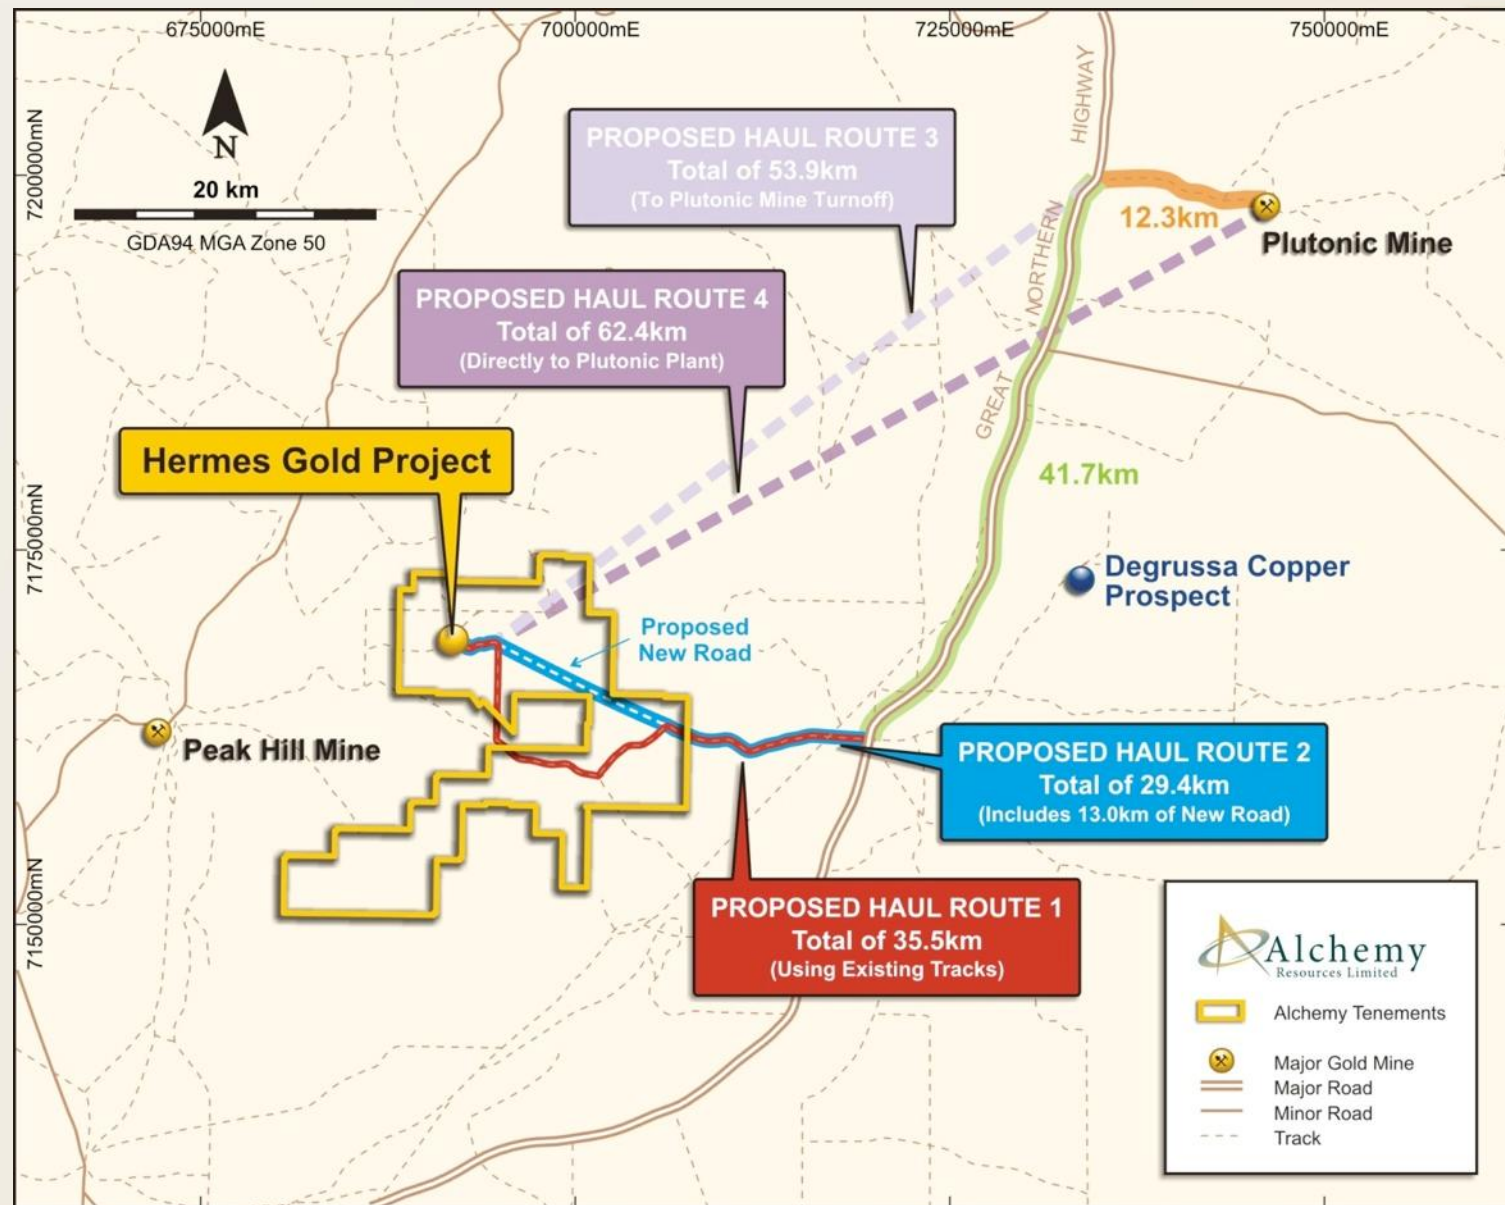 675000mE
700000mE
725000mE
750000mE
7200000mN
7175000mN
7150000mN
N
20 km
GDA94 MGA Zone 50
PROPOSED HAUL ROUTE 3
Total of 53.9km
(To Plutonic Mine Turnoff)
HIGHWAY
NORTHERN
GREAT
12.3km
Plutonic Mine
PROPOSED HAUL ROUTE 4
Total of 62.4km
(Directly to Plutonic Plant)
Hermes Gold Project
41.7km
Degrussa Copper
Prospect
Proposed
New Road
Peak Hill Mine
PROPOSED HAUL ROUTE 2
Total of 29.4km
(Includes 13.0km of New Road)
PROPOSED HAUL ROUTE 1
Total of 35.5km
(Using Existing Tracks)
Alchemy
Resources Limited
Alchemy Tenements
Major Gold Mine
Major Road
Minor Road
Track